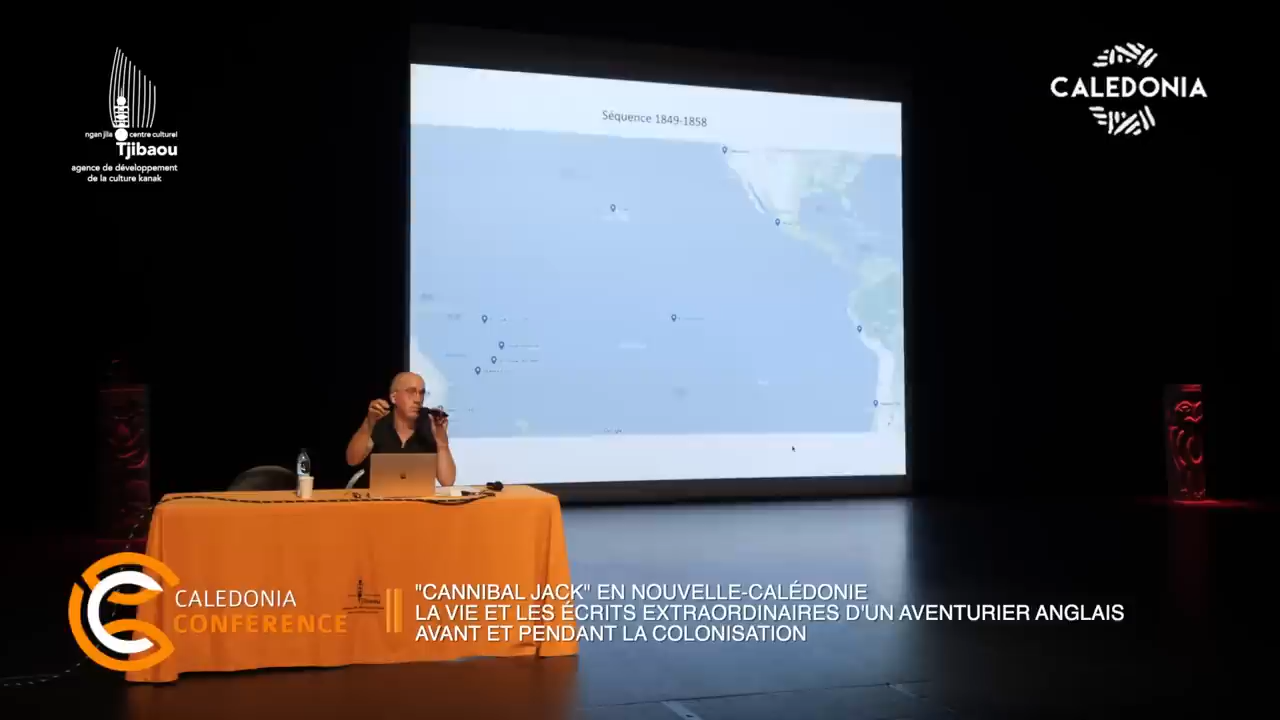 ngan jila centre culturel
Tjibaou
agence de développement
de la culture kanak
CALEDONIA
Séquence 1849-1858
CALEDONIA
CONFERENCE
Tjibaou
"CANNIBAL JACK" EN NOUVELLE-CALÉDONIE
LA VIE ET LES ÉCRITS EXTRAORDINAIRES D'UN AVENTURIER ANGLAIS
AVANT ET PENDANT LA COLONISATION